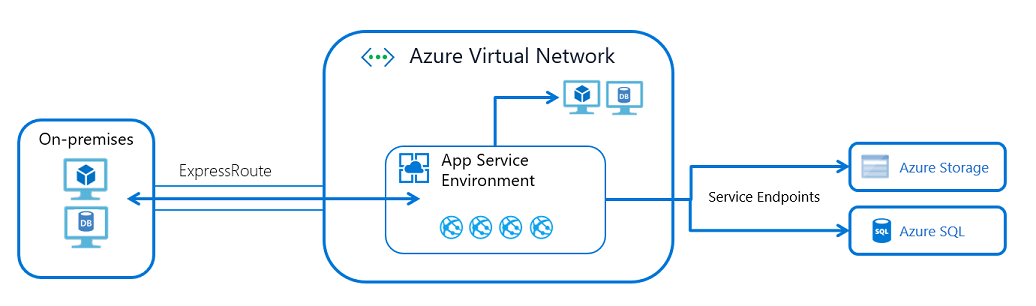 Azure Virtual Network
DB
On-premises
DB
ExpressRoute
App Service
Environment
Service Endpoints
Azure Storage
SQL
Azure SQL